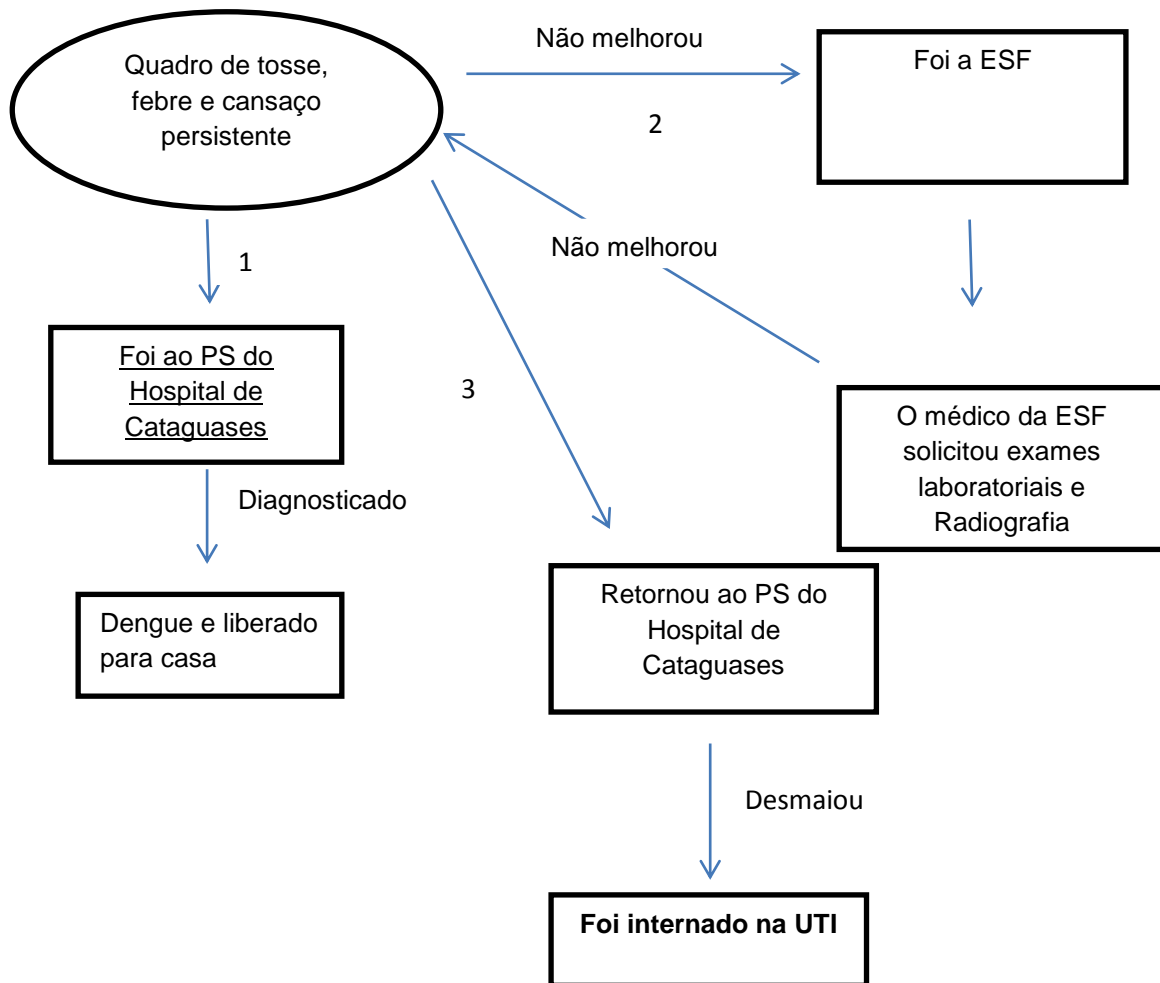 Quadro de tosse,
febre e cansaço
persistente
Não melhorou
2
Foi a ESF
1
Não melhorou
Foi ao PS do
Hospital de
Cataguases
3
O médico da ESF
solicitou exames
laboratoriais e
Radiografia
Diagnosticado
Dengue e liberado
para casa
Retornou ao PS do
Hospital de
Cataguases
Desmaiou
Foi internado na UTI